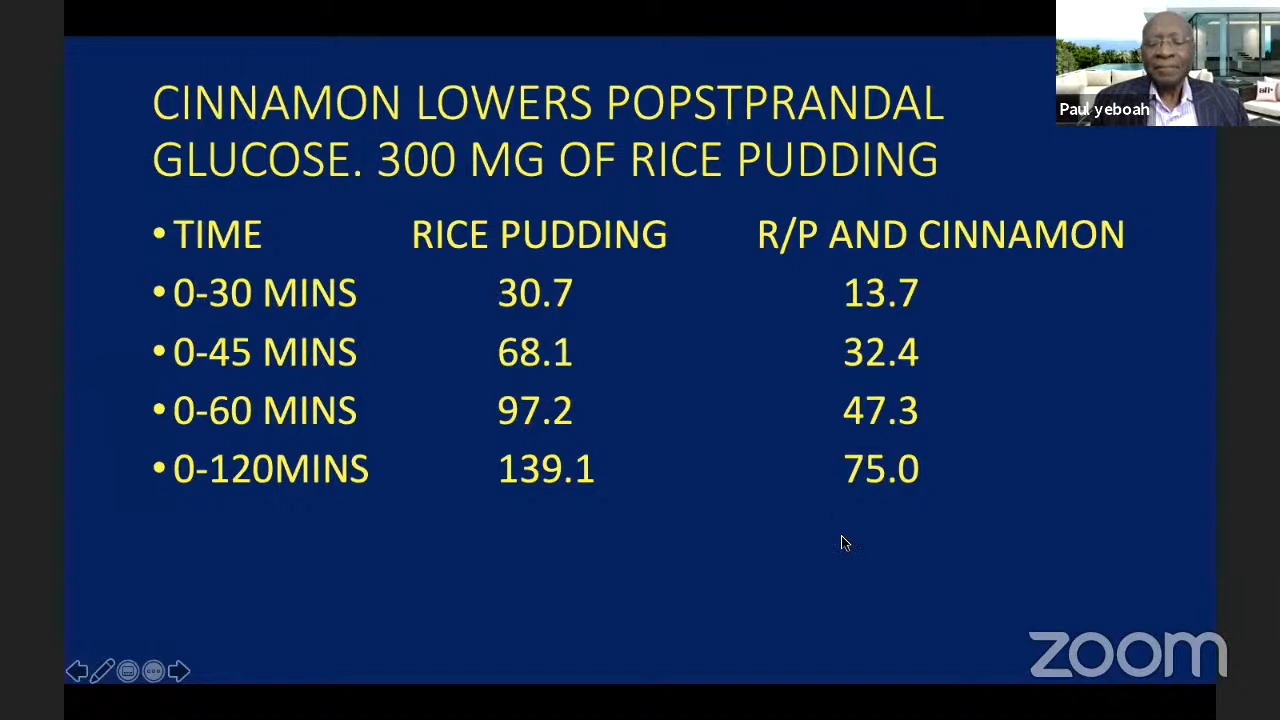 CINNAMON LOWERS POPSTPRANDAL
GLUCOSE. 300 MG OF RICE PUDDING
• TIME RICE PUDDING R/P AND CINNAMON
• 0-30 MINS 30.7 13.7
• 0-45 MINS 68.1 32.4
• 0-60 MINS 97.2 47.3
• 0-120MINS 139.1 75.0
Paul yeboah
zoom